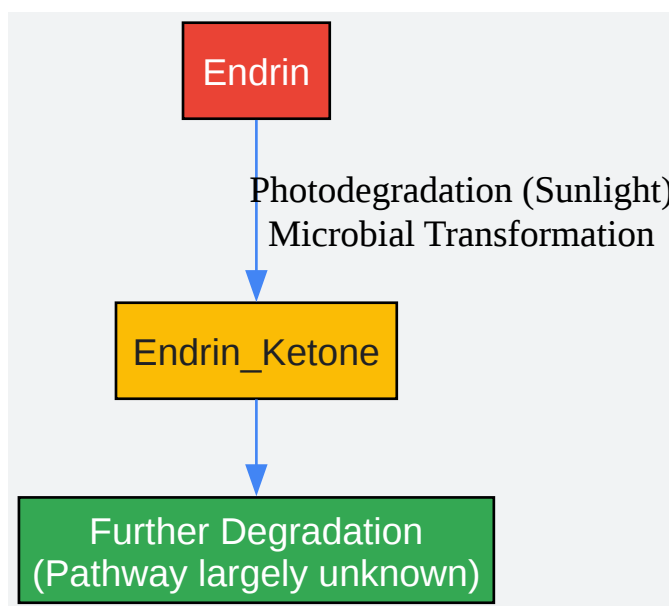 Endrin
Photodegradation (Sunlight)
Microbial Transformation
Endrin_Ketone
Further Degradation
(Pathway largely unknown)